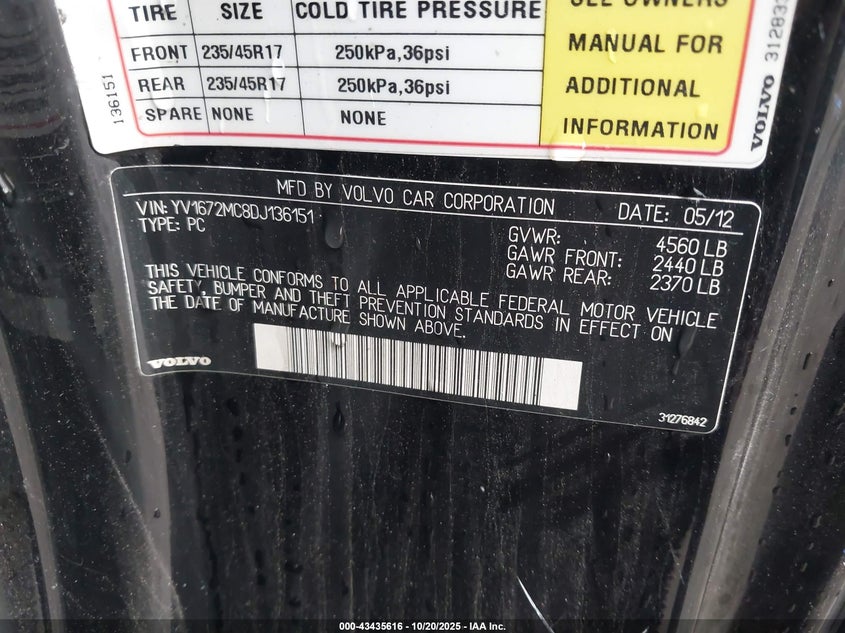 TIRE SIZE COLD TIRE PRESSURE
FRONT 235/45R17 250kPa,36psi
REAR 235/45R17 250kPa,36psi
SPARE NONE NONE
SEE OWNERS
MANUAL FOR
ADDITIONAL
INFORMATION
136151
VOLVO
MFD BY VOLVO CAR CORPORATION DATE: 05/12
VIN: YV1672MC8DJ136151
TYPE: PC
GVWR: 4560 LB
GAWR FRONT: 2440 LB
GAWR REAR: 2370 LB
THIS VEHICLE CONFORMS TO ALL APPLICABLE FEDERAL MOTOR VEHICLE
SAFETY, BUMPER AND THEFT PREVENTION STANDARDS IN EFFECT ON
THE DATE OF MANUFACTURE SHOWN ABOVE.
VOLVO
31276842
000-43435616 - 10/20/2025 - IAA Inc.